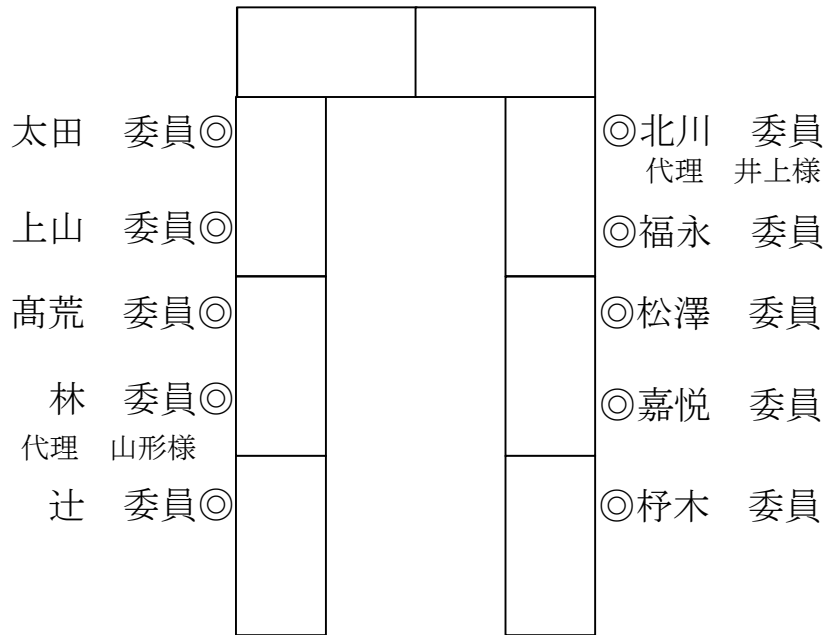 太田　委員◎
◎北川　委員
代理　井上様
上山　委員◎
◎福永　委員
髙荒　委員◎
◎松澤　委員
林　委員◎
代理　山形様
◎嘉悦　委員
辻　委員◎
◎杼木　委員